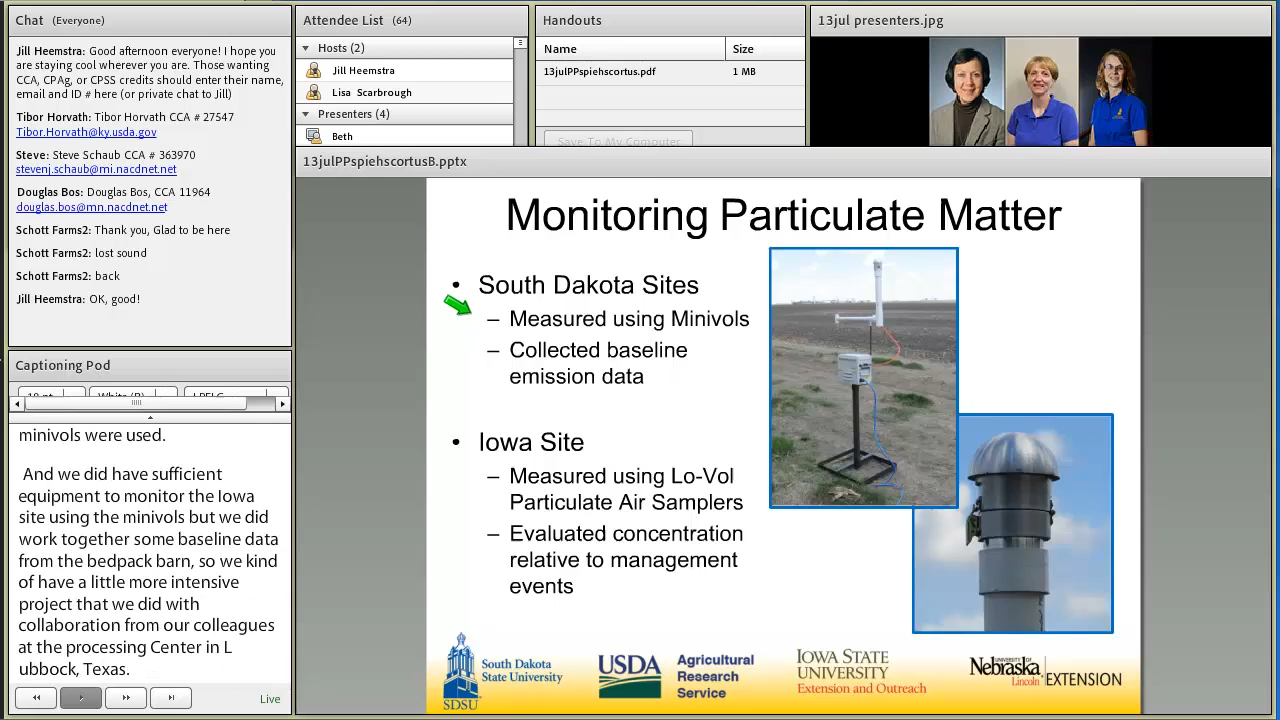 Chat (Everyone)
Jill Heemstra: Good afternoon everyone! I hope you
are staying cool wherever you are. Those wanting
CCA, CPAg, or CPSS credits should enter their name,
email and ID # here (or private chat to Jill)
Tibor Horvath: Tibor Horvath CCA # 27547
Tibor.Horvath@ky.usda.gov
Steve: Steve Schaub CCA # 363970
stevenj.schaub@mi.nacdnet.net
Douglas Bos: Douglas Bos, CCA 11964
douglas.bos@mn.nacdnet.net
Schott Farms2: Thank you, Glad to be here
Schott Farms2: lost sound
Schott Farms2: back
Jill Heemstra: OK, good!
Captioning Pod
minivols were used.
And we did have sufficient
equipment to monitor the Iowa
site using the minivols but we did
work together some baseline data
from the bedpack barn, so we kind
of have a little more intensive
project that we did with
collaboration from our colleagues
at the processing Center in L
ubbock, Texas.
Live
Attendee List (64)
Hosts (2)
Jill Heemstra
Lisa Scarbrough
Presenters (4)
Beth
Handouts
Name Size
13julPPspiehscortus.pdf 1 MB
Save To My Computer
13jul presenters.jpg
13julPPspiehscortusB.pptx
Monitoring Particulate Matter
• South Dakota Sites
– Measured using Minivols
– Collected baseline
emission data
• Iowa Site
– Measured using Lo-Vol
Particulate Air Samplers
– Evaluated concentration
relative to management
events
SDSU
South Dakota
State University
USDA
Agricultural
Research
Service
IOWA STATE
UNIVERSITY
Extension and Outreach
UNIVERSITY OF
Nebraska
Lincoln
EXTENSION